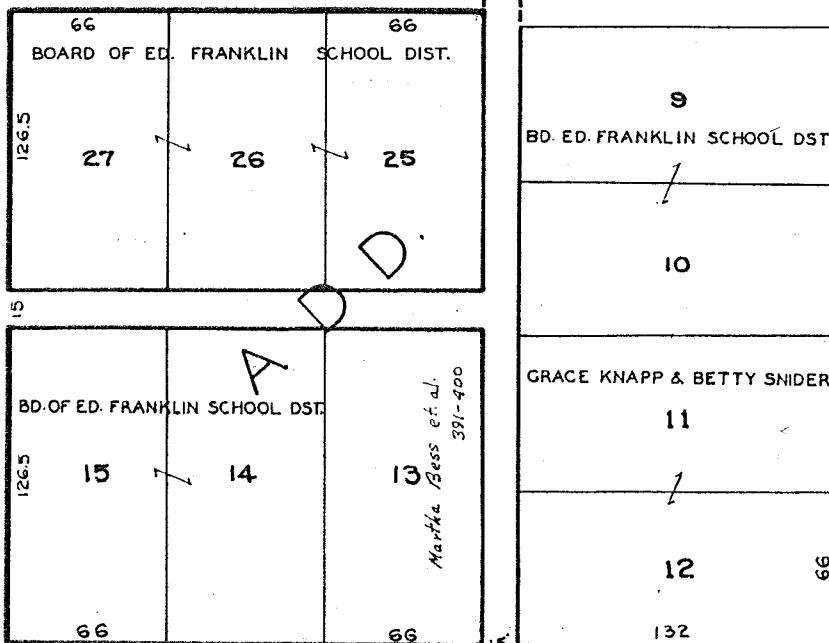 66 66
BOARD OF ED. FRANKLIN SCHOOL DIST.
126.5
27 26 25
15
A D D
BD. OF ED. FRANKLIN SCHOOL DST.
126.5
15 14 13
Martha Bess et. al.
391-400
66 66
9
BD. ED. FRANKLIN SCHOOL DST
10
GRACE KNAPP & BETTY SNIDER
11
12
66
132